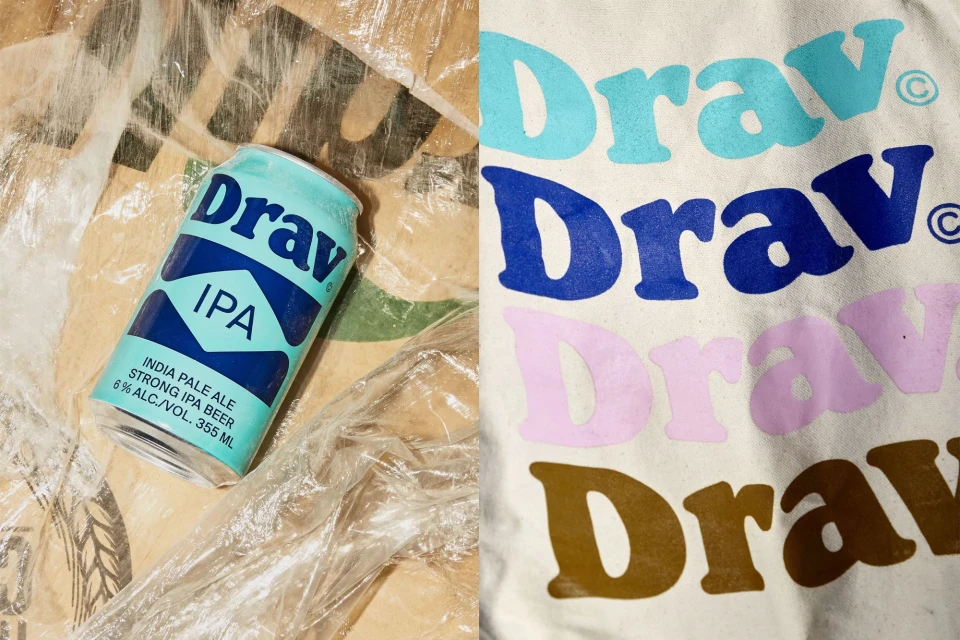 Drav
©
IPA
INDIA PALE ALE
STRONG IPA BEER
6 % ALC./VOL. 355 ML
Drav©
Drav©
Drav
Drav